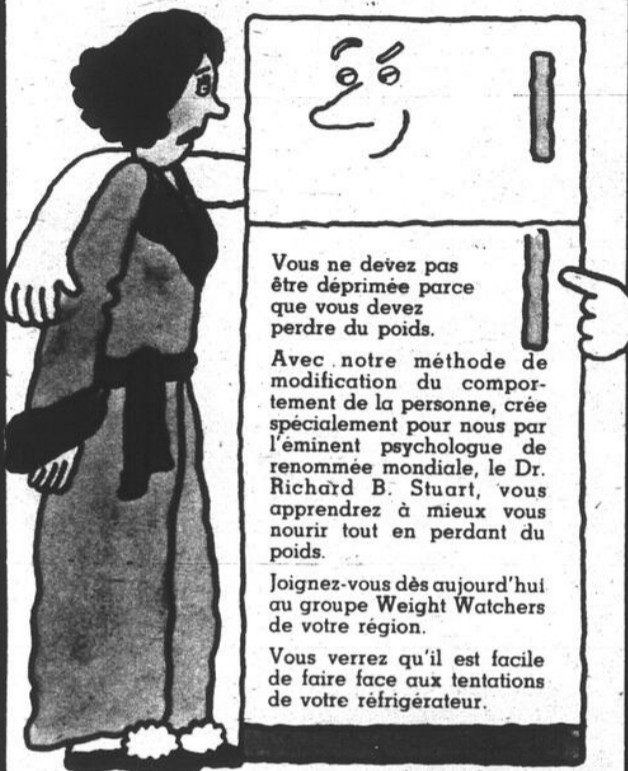 Vous ne devez pas
être déprimée parce
que vous devez
perdre du poids.
Avec notre méthode de
modification du compor-
tement de la personne, crée
spécialement pour nous par
l'éminent psychologue de
renommée mondiale, le Dr.
Richard B. Stuart, vous
apprendrez à mieux vous
nourir tout en perdant du
poids.
Joignez-vous dès aujourd'hui
au groupe Weight Watchers
de votre région.
Vous verrez qu'il est facile
de faire face aux tentations
de votre réfrigérateur.